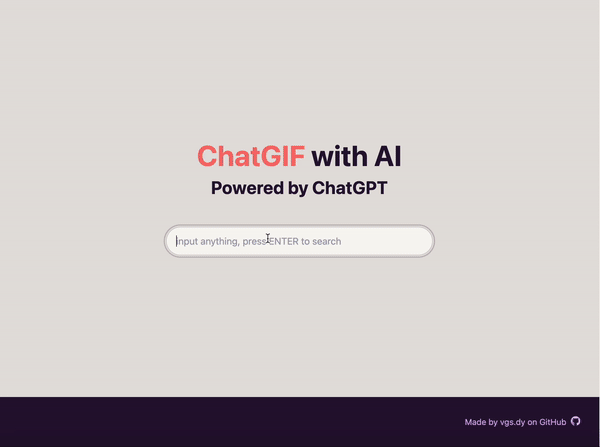 ChatGIF with AI
Powered by ChatGPT
input anything, press ENTER to search
Made by vgs.dy on GitHub